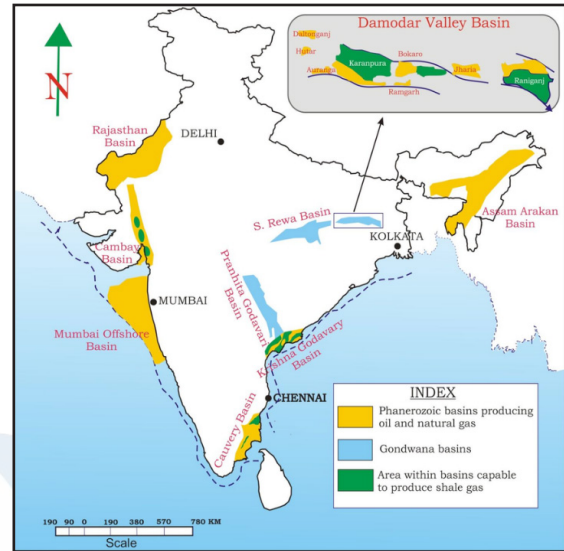 Damodar Valley Basin
Daltonganj
Hutar
Karanpura
Bokaro
Jharia
Auranga
Ramgarh
Raniganj
N
Rajasthan
Basin
DELHI
S. Rewa Basin
KOLKATA
Assam Arakan
Basin
Cambay
Basin
Pranhita Godavari
Basin
MUMBAI
Mumbai Offshore
Basin
Krishna Godavary
Basin
CHENNAI
Cauvery Basin
INDEX
Phanerozoic basins producing
oil and natural gas
Gondwana basins
Area within basins capable
to produce shale gas
190 90 0 190 380 570 780 KM
Scale